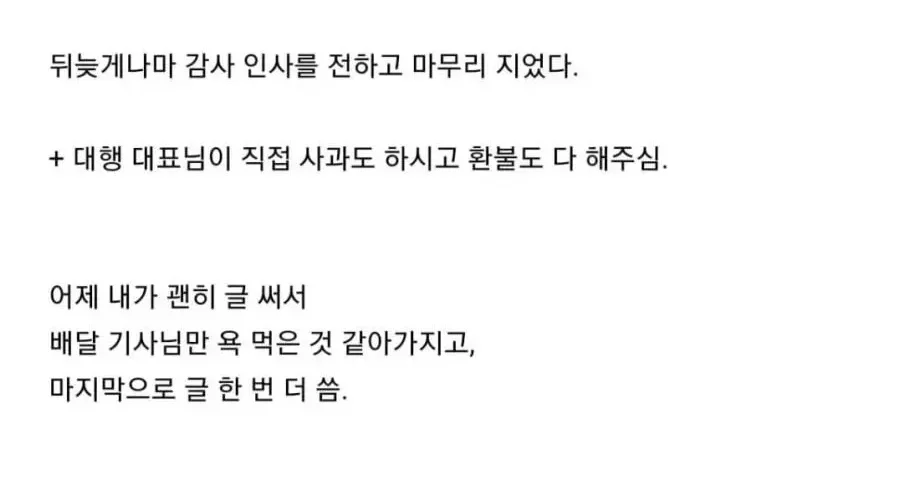 뒤늦게나마 감사 인사를 전하고 마무리 지었다.
+ 대행 대표님이 직접 사과도 하시고 환불도 다 해주심.
어제 내가 괜히 글 써서
배달 기사님만 욕 먹은 것 같아가지고,
마지막으로 글 한 번 더 씀.